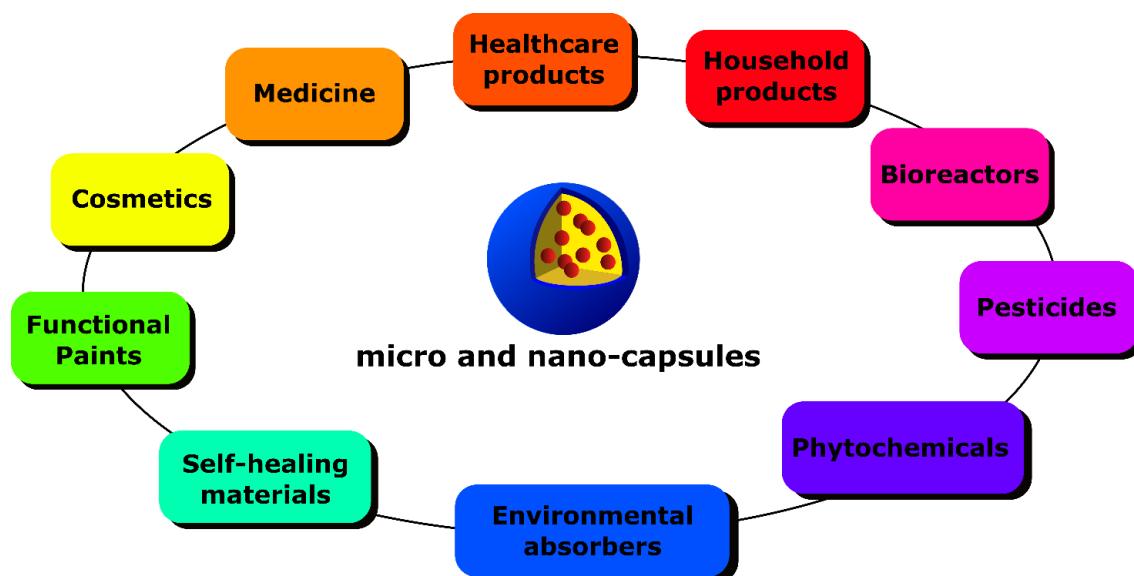 Healthcare
products
Household
products
Medicine
Bioreactors
Cosmetics
Pesticides
Functional
Paints
micro and nano-capsules
Phytochemicals
Self-healing
materials
Environmental
absorbers